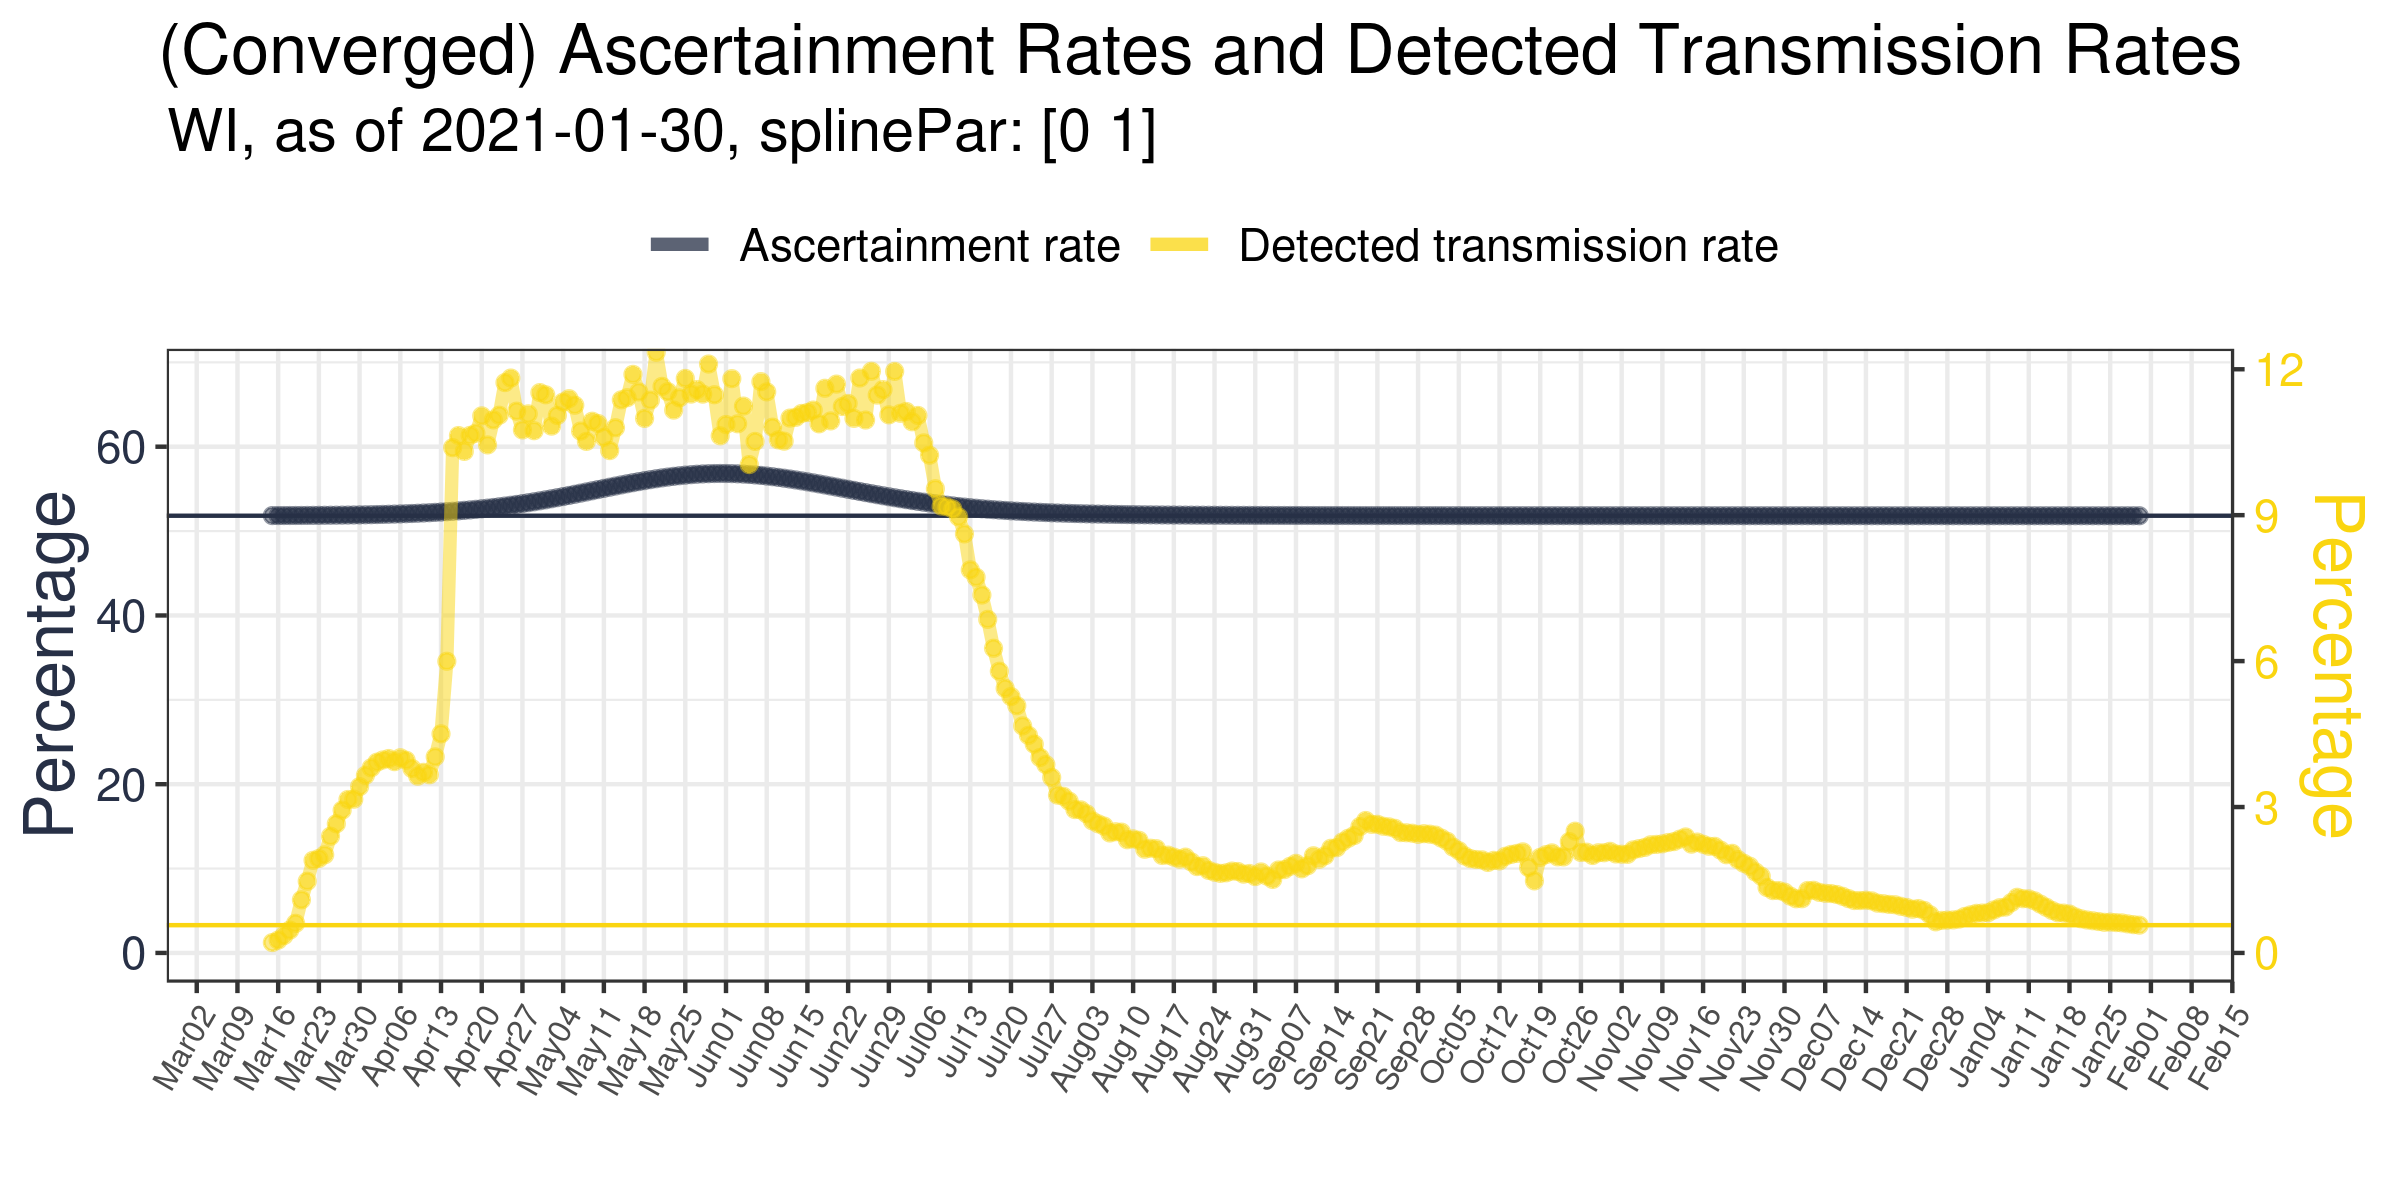 (Converged) Ascertainment Rates and Detected Transmission Rates
WI, as of 2021-01-30, splinePar: [0 1]
Ascertainment rate Detected transmission rate
Percentage
60
40
20
0
12
9
6
3
0
Percentage
Mar02
Mar09
Mar16
Mar23
Mar30
Apr06
Apr13
Apr20
Apr27
May04
May11
May18
May25
Jun01
Jun08
Jun15
Jun22
Jun29
Jul06
Jul13
Jul20
Jul27
Aug03
Aug10
Aug17
Aug24
Aug31
Sep07
Sep14
Sep21
Sep28
Oct05
Oct12
Oct19
Oct26
Nov02
Nov09
Nov16
Nov23
Nov30
Dec07
Dec14
Dec21
Dec28
Jan04
Jan11
Jan18
Jan25
Feb01
Feb08
Feb15